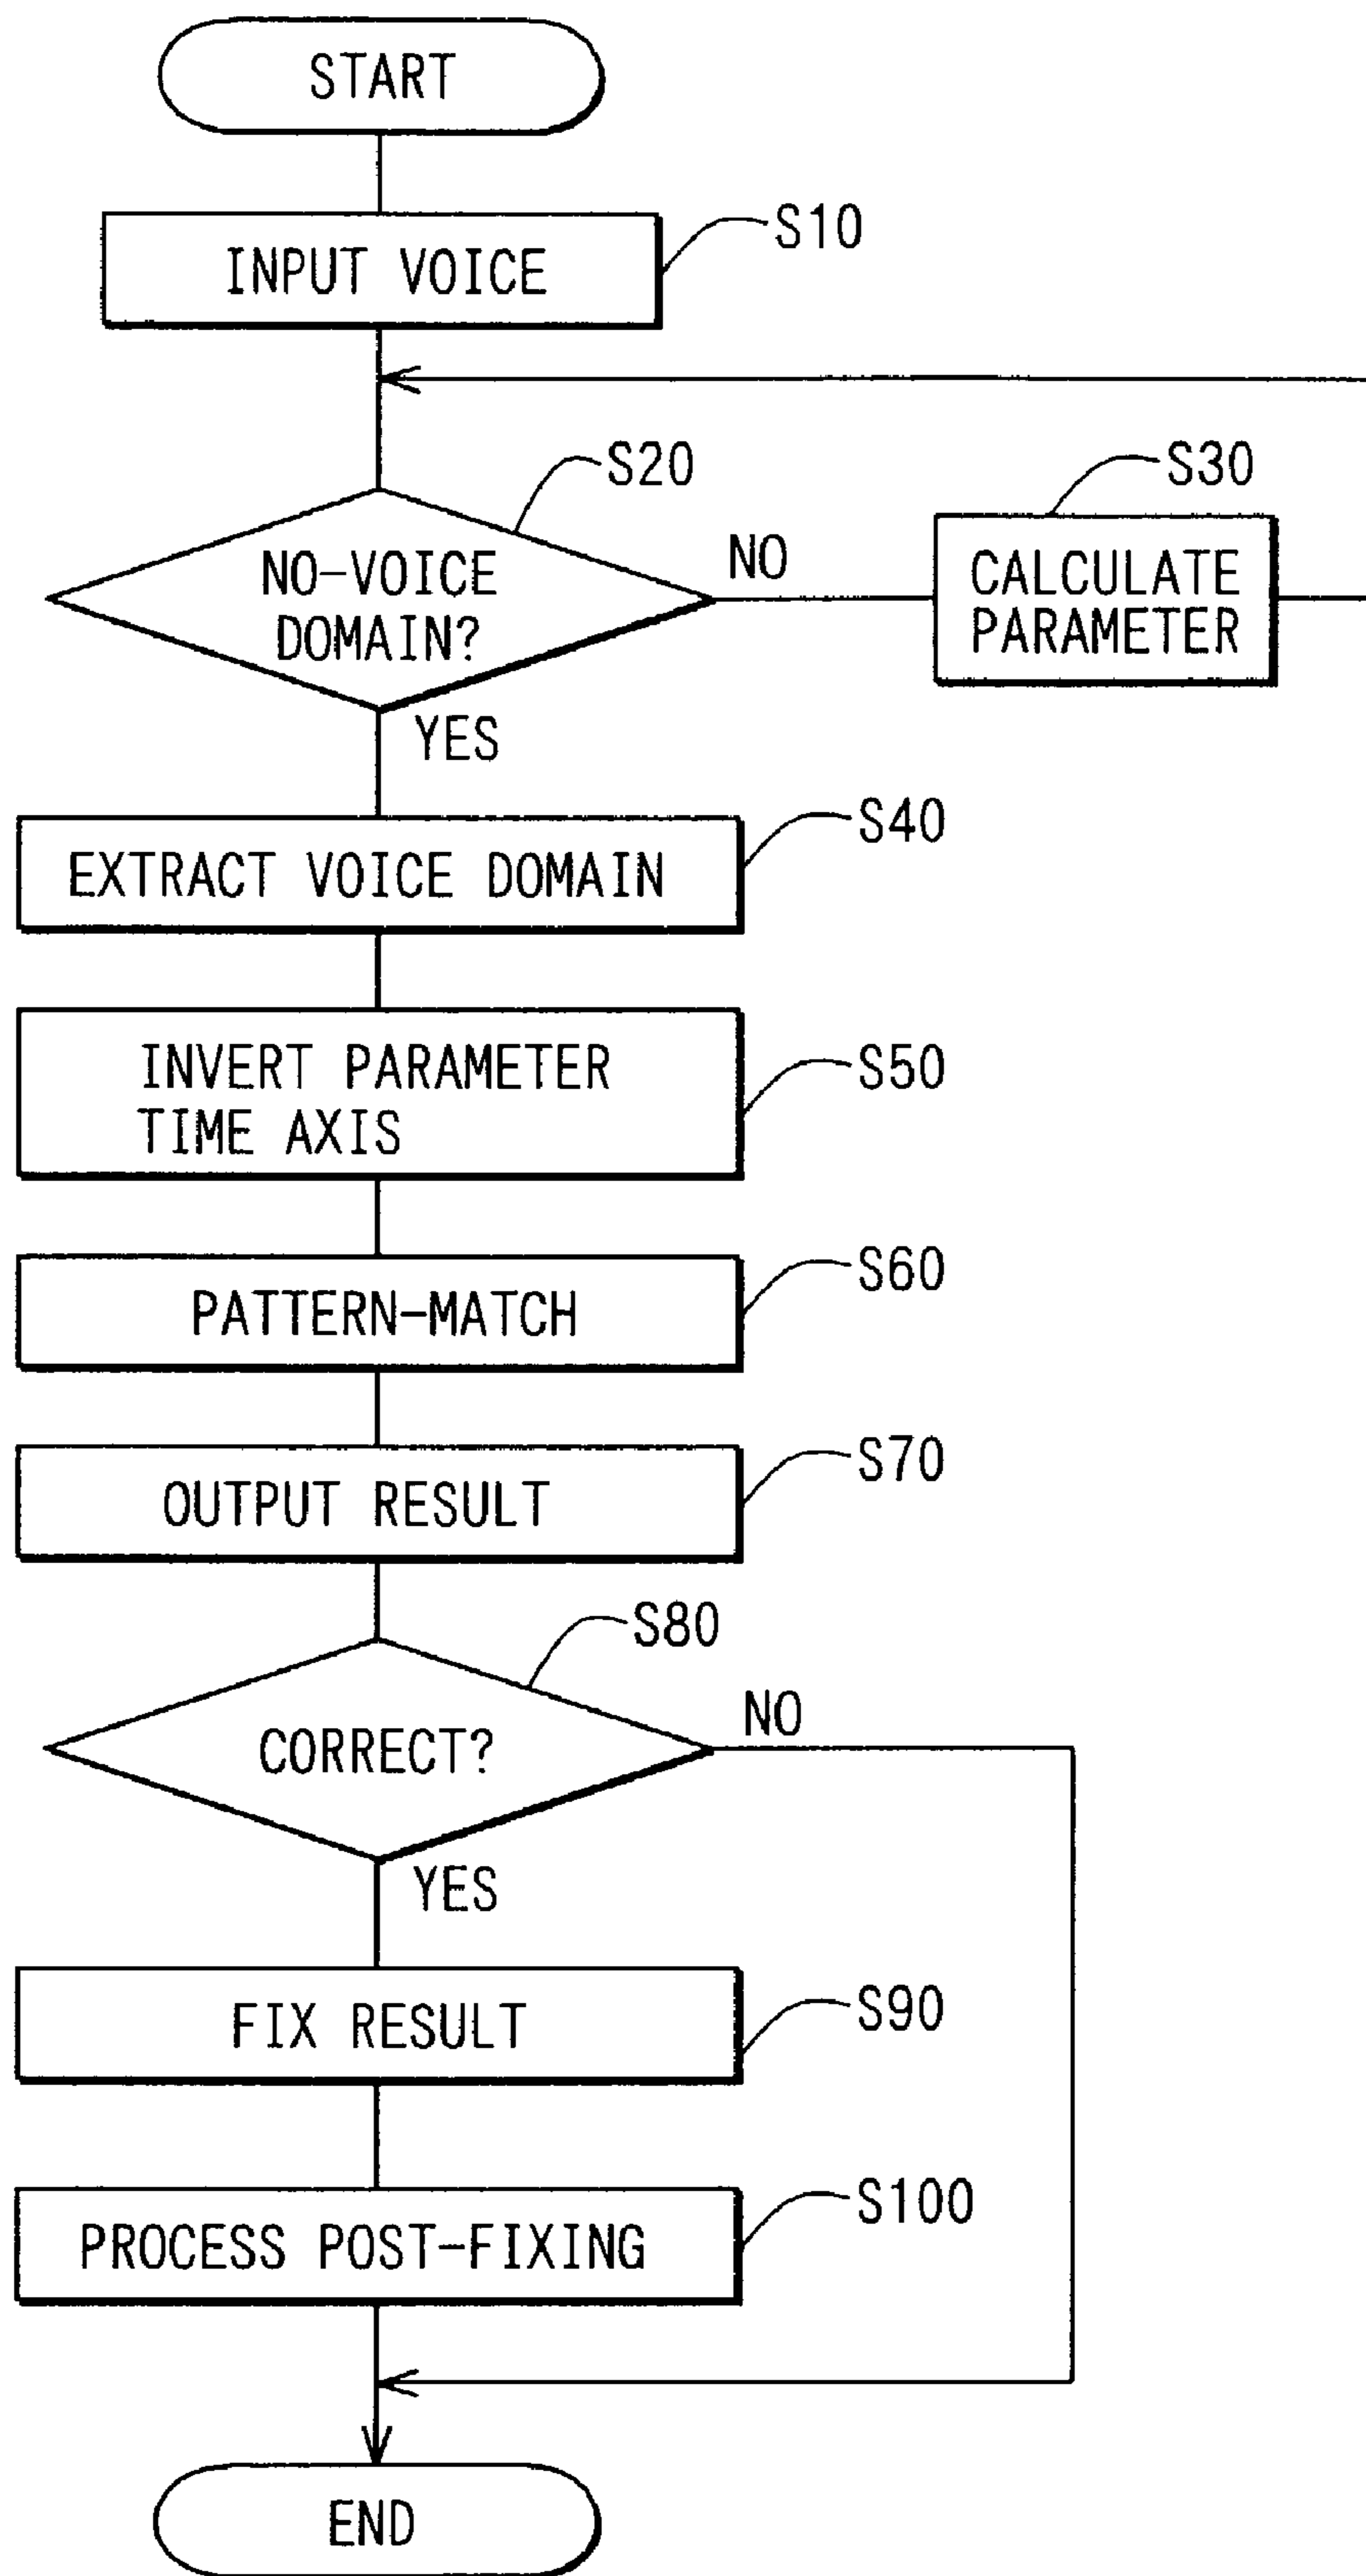 START
S10
INPUT VOICE
S20
S30
NO-VOICE
DOMAIN?
NO
CALCULATE
PARAMETER
YES
S40
EXTRACT VOICE DOMAIN
S50
INVERT PARAMETER
TIME AXIS
S60
PATTERN-MATCH
S70
OUTPUT RESULT
S80
CORRECT?
NO
YES
S90
FIX RESULT
S100
PROCESS POST-FIXING
END